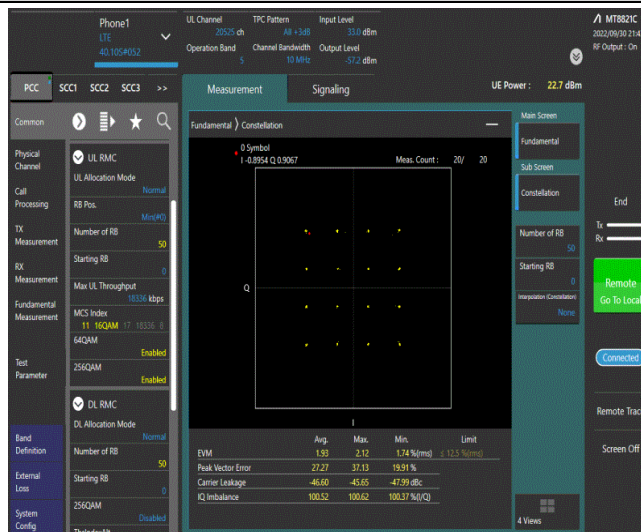 Phone1
LTE
40.105#052
UL Channel TPC Pattern Input Level
20525 ch All +3dB 33.0 dBm
Operation Band Channel Bandwidth Output Level
5 10 MHz -57.2 dBm
MT8821C
2022/09/30 21:4
RF Output : On
PCC SCC1 SCC2 SCC3 >>
Measurement Signaling
UE Power : 22.7 dBm
Common
Physical
Channel
Call
Processing
TX
Measurement
RX
Measurement
Fundamental
Measurement
Test
Parameter
Band
Definition
External
Loss
System
Config
UL RMC
UL Allocation Mode
Normal
RB Pos.
Min(#0)
Number of RB
50
Starting RB
0
Max UL Throughput
18336 kbps
MCS Index
11 16QAM 17 18336 8
64QAM
Enabled
256QAM
Enabled
DL RMC
DL Allocation Mode
Normal
Number of RB
50
Starting RB
0
256QAM
Disabled
Fundamental > Constellation
0 Symbol
I -0.8954 Q 0.9067 Meas. Count : 20/ 20
Q
I
Avg. Max. Min. Limit
EVM 1.93 2.12 1.74 %(rms) ≤ 12.5 %(rms)
Peak Vector Error 27.27 37.13 19.91 %
Carrier Leakage -46.60 -45.65 -47.99 dBc
IQ Imbalance 100.52 100.62 100.37 %(I/Q)
Main Screen
Fundamental
Sub Screen
Constellation
Number of RB
50
Starting RB
0
Interpolation (Constellation)
None
4 Views
End
Tx
Rx
Remote
Go To Local
Connected
Remote Trac
Screen Off